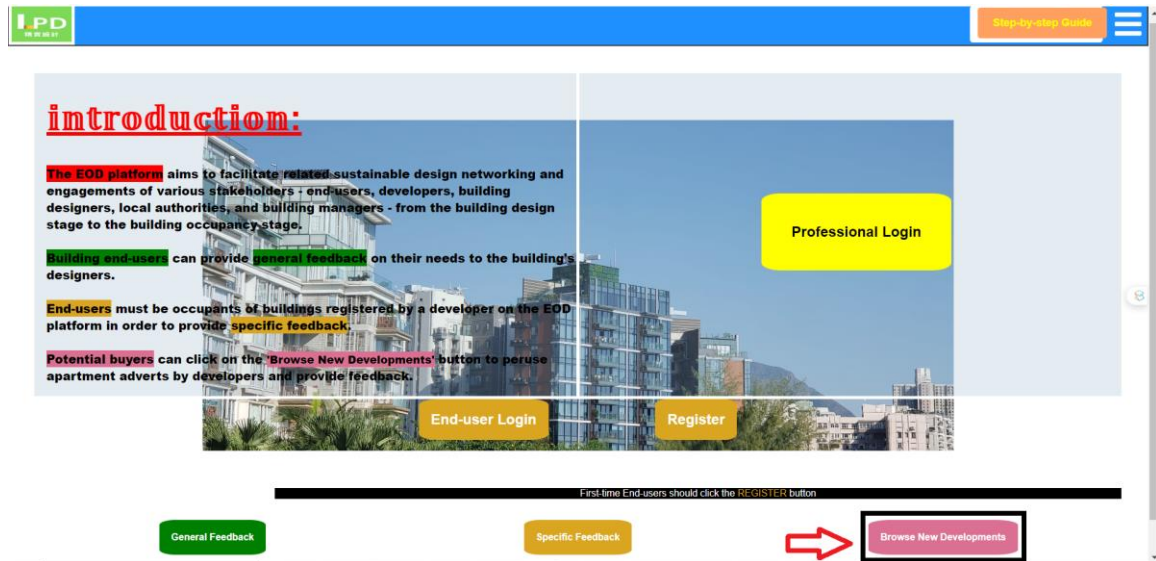 LPD
Step-by-step Guide
introduction:
The EOD platform aims to facilitate related sustainable design networking and
engagements of various stakeholders - end-users, developers, building
designers, local authorities, and building managers - from the building design
stage to the building occupancy stage.
Building end-users can provide general feedback on their needs to the building's
designers.
End-users must be occupants of buildings registered by a developer on the EOD
platform in order to provide specific feedback.
Potential buyers can click on the 'Browse New Developments' button to peruse
apartment adverts by developers and provide feedback.
Professional Login
End-user Login
Register
First-time End-users should click the REGISTER button
General Feedback
Specific Feedback
Browse New Developments